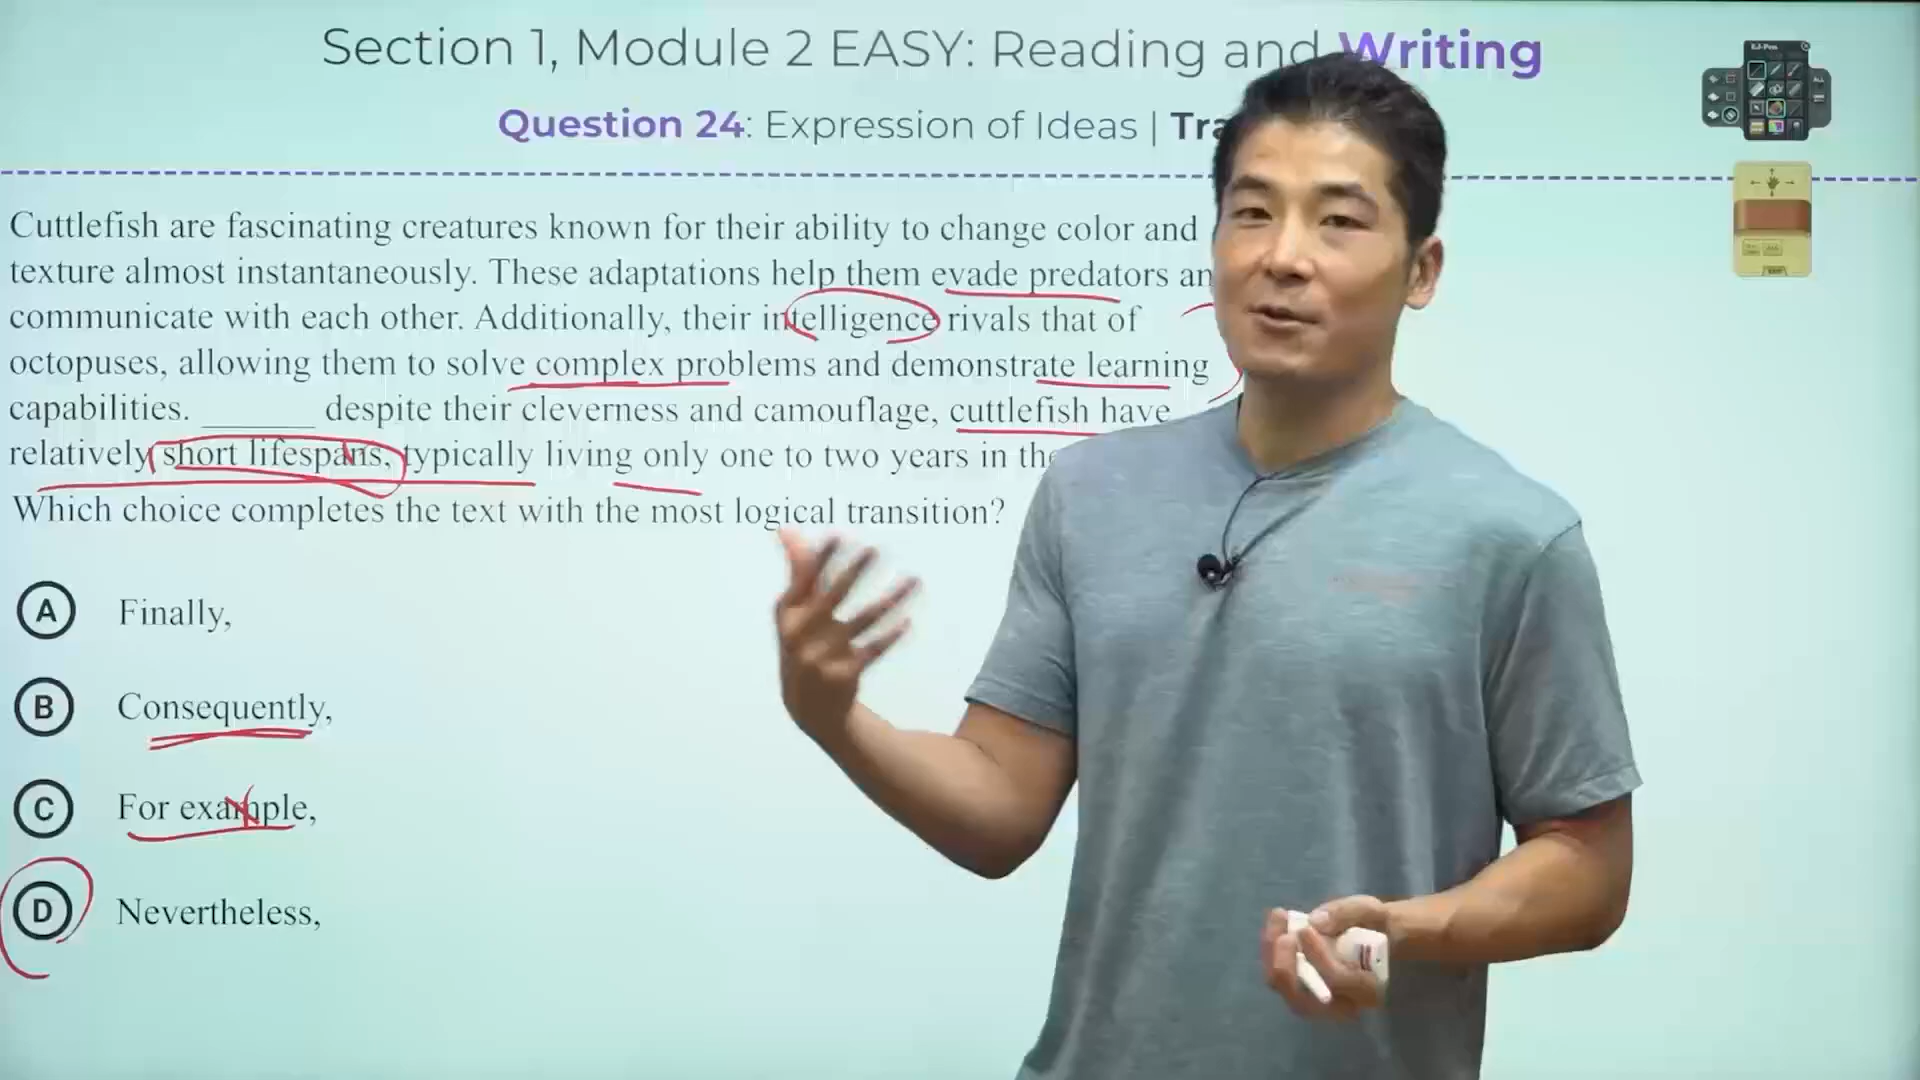 Section 1, Module 2 EASY: Reading and Writing
Question 24: Expression of Ideas |
Cuttlefish are fascinating creatures known for their ability to change color and
texture almost instantaneously. These adaptations help them evade predators
communicate with each other. Additionally, their intelligence rivals that of
octopuses, allowing them to solve complex problems and demonstrate learning
capabilities. ______ despite their cleverness and camouflage, cuttlefish have
relatively short lifespans, typically living only one to two years in
Which choice completes the text with the most logical transition?
A Finally,
B Consequently,
C For example,
D Nevertheless,